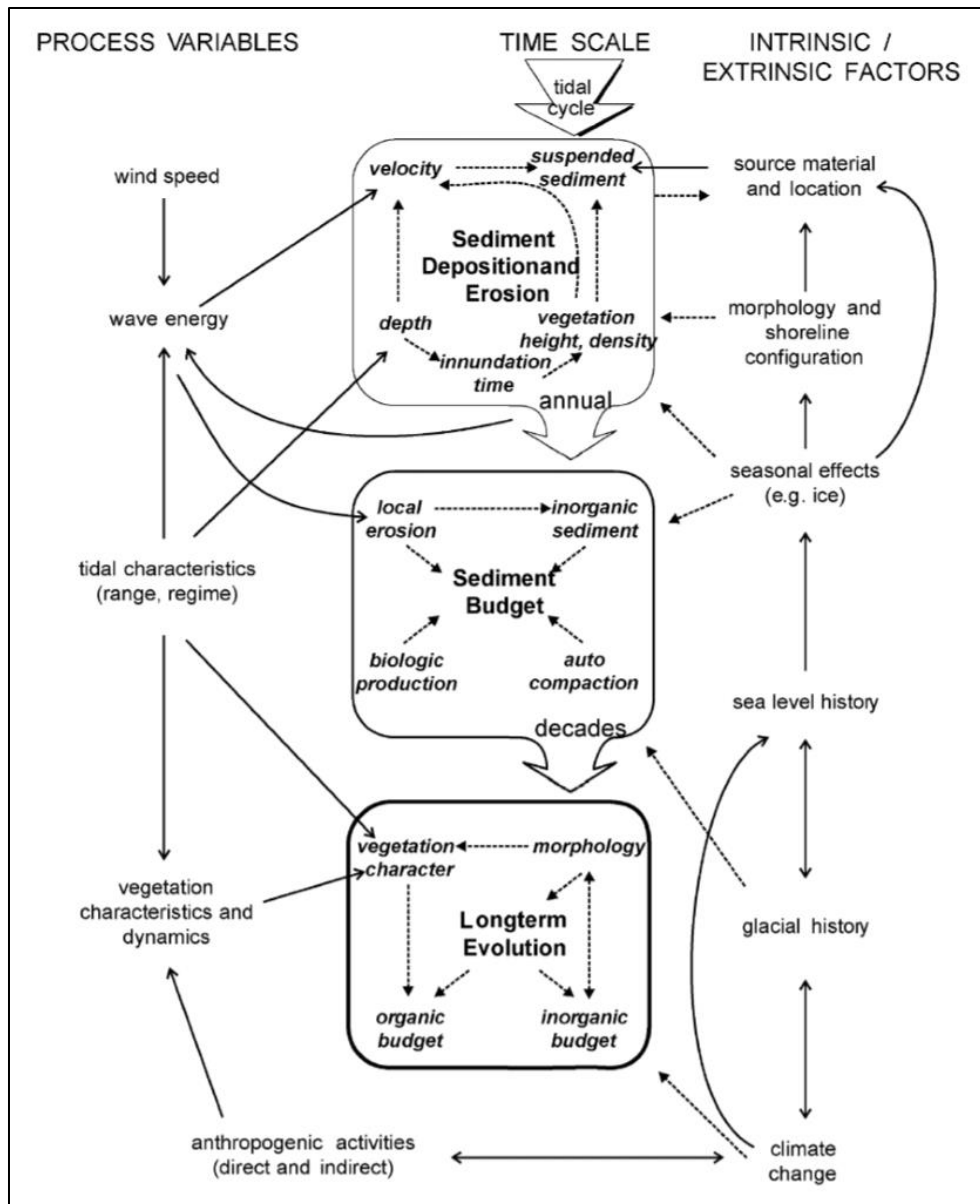 PROCESS VARIABLES
TIME SCALE
INTRINSIC /
EXTRINSIC FACTORS
tidal
cycle
wind speed
velocity
suspended
sediment
source material
and location
Sediment
Depositionand
Erosion
wave energy
depth
vegetation
height, density
innundation
time
morphology and
shoreline
configuration
annual
seasonal effects
(e.g. ice)
local
erosion
inorganic
sediment
tidal characteristics
(range, regime)
Sediment
Budget
biologic
production
auto
compaction
sea level history
decades
vegetation
character
morphology
vegetation
characteristics and
dynamics
Longterm
Evolution
glacial history
organic
budget
inorganic
budget
anthropogenic activities
(direct and indirect)
climate
change